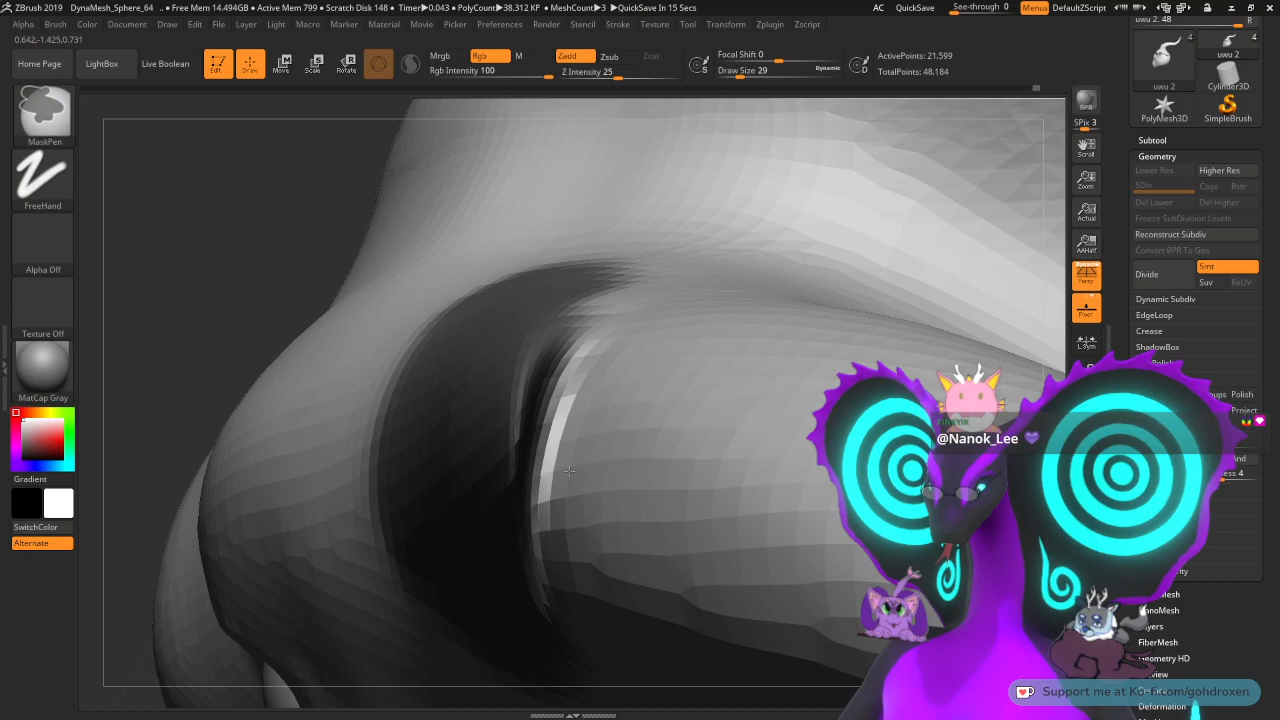 ZBrush 2019 DynaMesh_Sphere_64 .. • Free Mem 14.494GB • Active Mem 799 • Scratch Disk 148 • Timer▶0.043 • PolyCount▶38.312 KP • MeshCount▶3 ▶QuickSave In 15 Secs
AC QuickSave See-through 0 Menus DefaultZScript
Alpha Brush Color Document Draw Edit File Layer Light Macro Marker Material Movie Picker Preferences Render Stencil Stroke Texture Tool Transform Zplugin Zscript
0.642,-1.425,0.731
Home Page LightBox Live Boolean Edit Draw Move Scale Rotate
Mrgb Rgb M Zadd Zsub Zcut
Rgb Intensity 100 Z Intensity 25
Focal Shift 0
Draw Size 29 Dynamic
ActivePoints: 21.599
TotalPoints: 48.184
uwu 2. 48 R
4 4
uwu 2
uwu 2 Cylinder3D
PolyMesh3D SimpleBrush
MaskPen
FreeHand
Alpha Off
Texture Off
MatCap Gray
Gradient
SwitchColor
Alternate
BPR
SPix 3
Scroll
Zoom
Actual
AAHalf
Dynamic
Persp
Floor
L.Sym
Subtool
Geometry
Lower Res Higher Res
SDiv Cage Rstr
Del Lower Del Higher
Freeze SubDivision Levels
Reconstruct Subdiv
Convert BPR To Geo
Divide Smt
Suv ReUV
Dynamic Subdiv
EdgeLoop
Crease
ShadowBox
Polish
Project
@Nanok_Lee 💜
And
FiberMesh
Geometry HD
Deformation
Support me at Ko-fi.com/gohdroxen